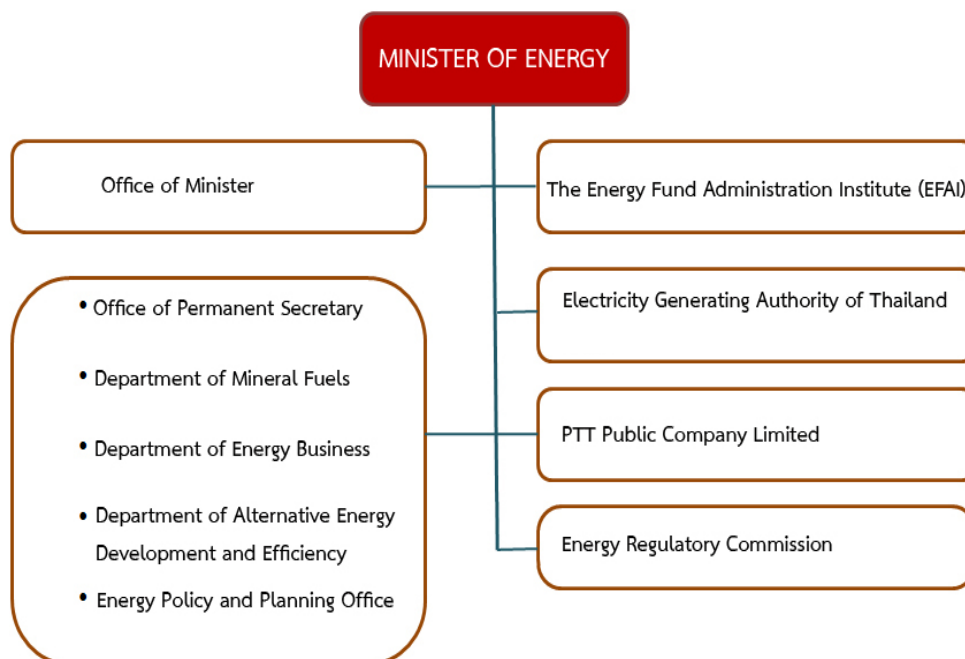 MINISTER OF ENERGY
Office of Minister
The Energy Fund Administration Institute (EFAI)
• Office of Permanent Secretary
• Department of Mineral Fuels
• Department of Energy Business
• Department of Alternative Energy
Development and Efficiency
• Energy Policy and Planning Office
Electricity Generating Authority of Thailand
PTT Public Company Limited
Energy Regulatory Commission